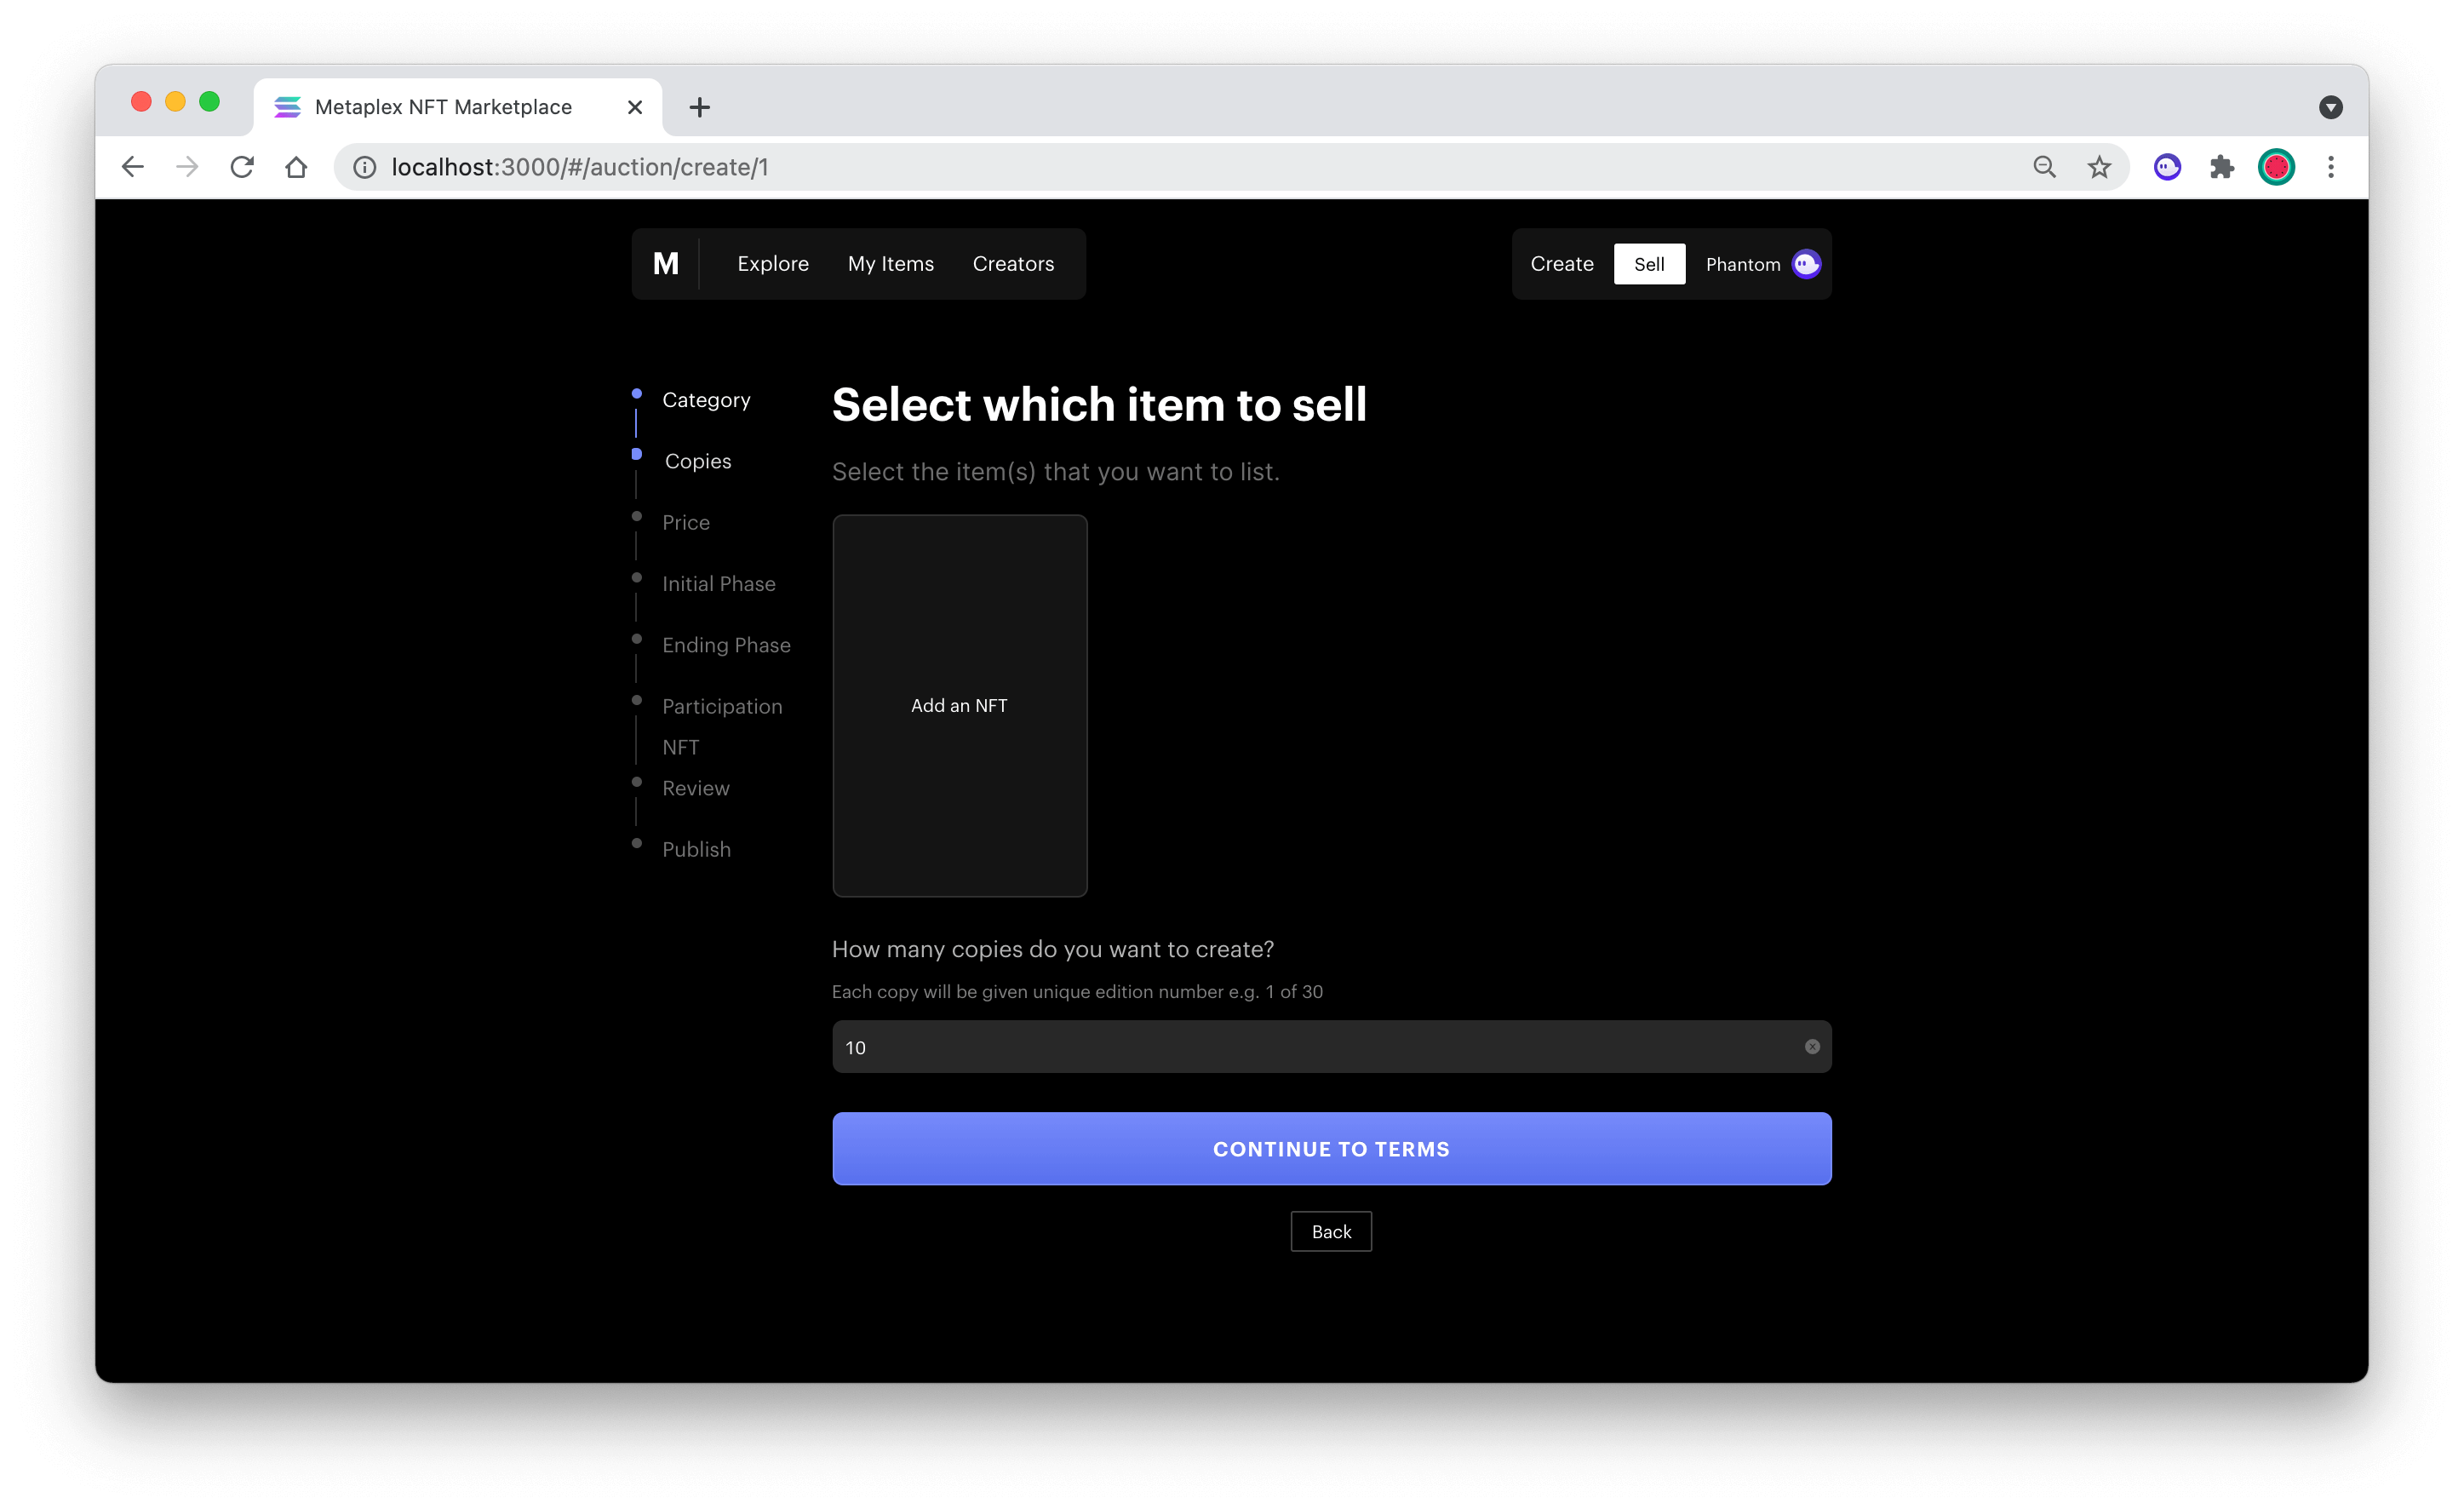 Metaplex NFT Marketplace
localhost:3000/#/auction/create/1
M Explore My Items Creators
Create Sell Phantom
Category
Copies
Price
Initial Phase
Ending Phase
Participation
NFT
Review
Publish
Select which item to sell
Select the item(s) that you want to list.
Add an NFT
How many copies do you want to create?
Each copy will be given unique edition number e.g. 1 of 30
10
CONTINUE TO TERMS
Back